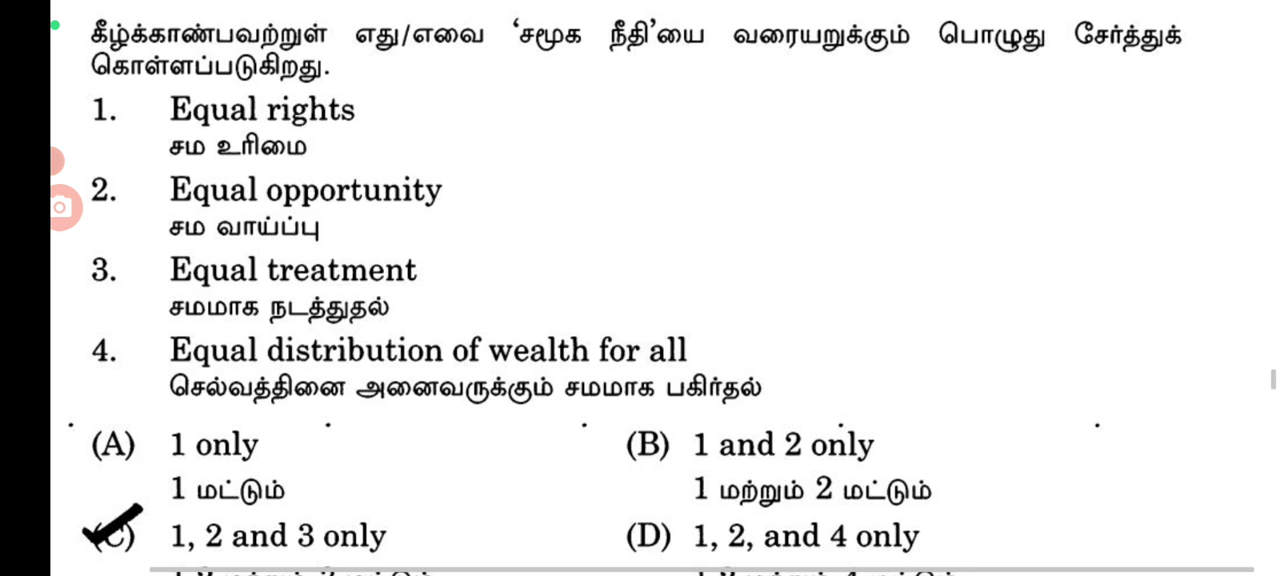 கீழ்க்காண்பவற்றுள் எது/எவை ‘சமூக நீதி’யை வரையறுக்கும் பொழுது சேர்த்துக்
கொள்ளப்படுகிறது.
1. Equal rights
சம உரிமை
2. Equal opportunity
சம வாய்ப்பு
3. Equal treatment
சமமாக நடத்துதல்
4. Equal distribution of wealth for all
செல்வத்தினை அனைவருக்கும் சமமாக பகிர்தல்
(A) 1 only (B) 1 and 2 only
1 மட்டும் 1 மற்றும் 2 மட்டும்
(C) 1, 2 and 3 only (D) 1, 2, and 4 only